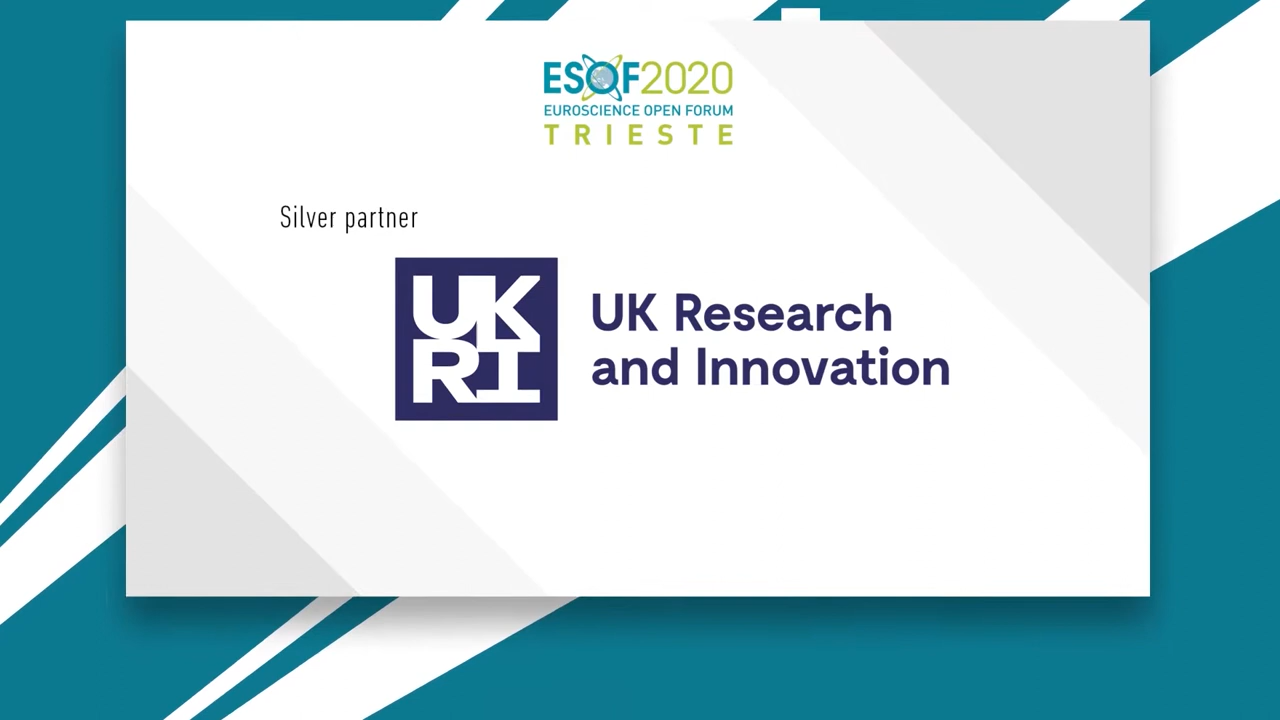 ESOF2020
EUROSCIENCE OPEN FORUM
TRIESTE
Silver partner
UK
RI
UK Research
and Innovation